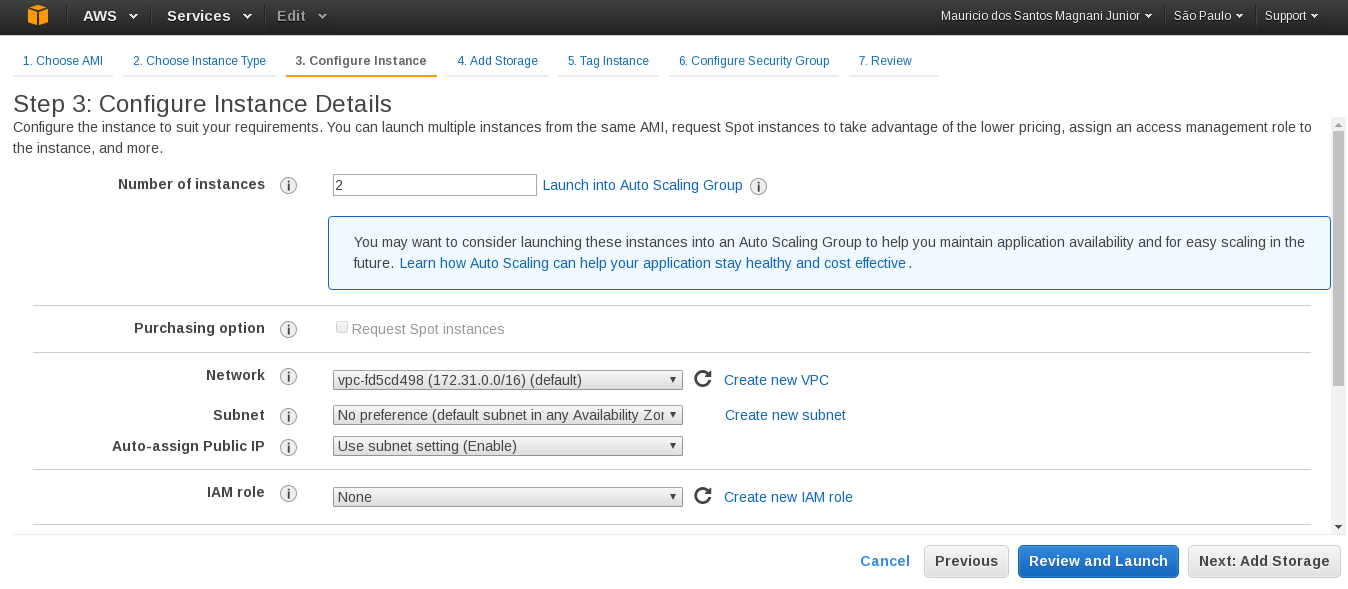 AWS Services Edit Mauricio dos Santos Magnani Junior São Paulo Support
1. Choose AMI 2. Choose Instance Type 3. Configure Instance 4. Add Storage 5. Tag Instance 6. Configure Security Group 7. Review
Step 3: Configure Instance Details
Configure the instance to suit your requirements. You can launch multiple instances from the same AMI, request Spot instances to take advantage of the lower pricing, assign an access management role to
the instance, and more.
Number of instances i 2 Launch into Auto Scaling Group i
You may want to consider launching these instances into an Auto Scaling Group to help you maintain application availability and for easy scaling in the
future. Learn how Auto Scaling can help your application stay healthy and cost effective.
Purchasing option i Request Spot instances
Network i vpc-fd5cd498 (172.31.0.0/16) (default) Create new VPC
Subnet i No preference (default subnet in any Availability Zor Create new subnet
Auto-assign Public IP i Use subnet setting (Enable)
IAM role i None Create new IAM role
Cancel Previous Review and Launch Next: Add Storage